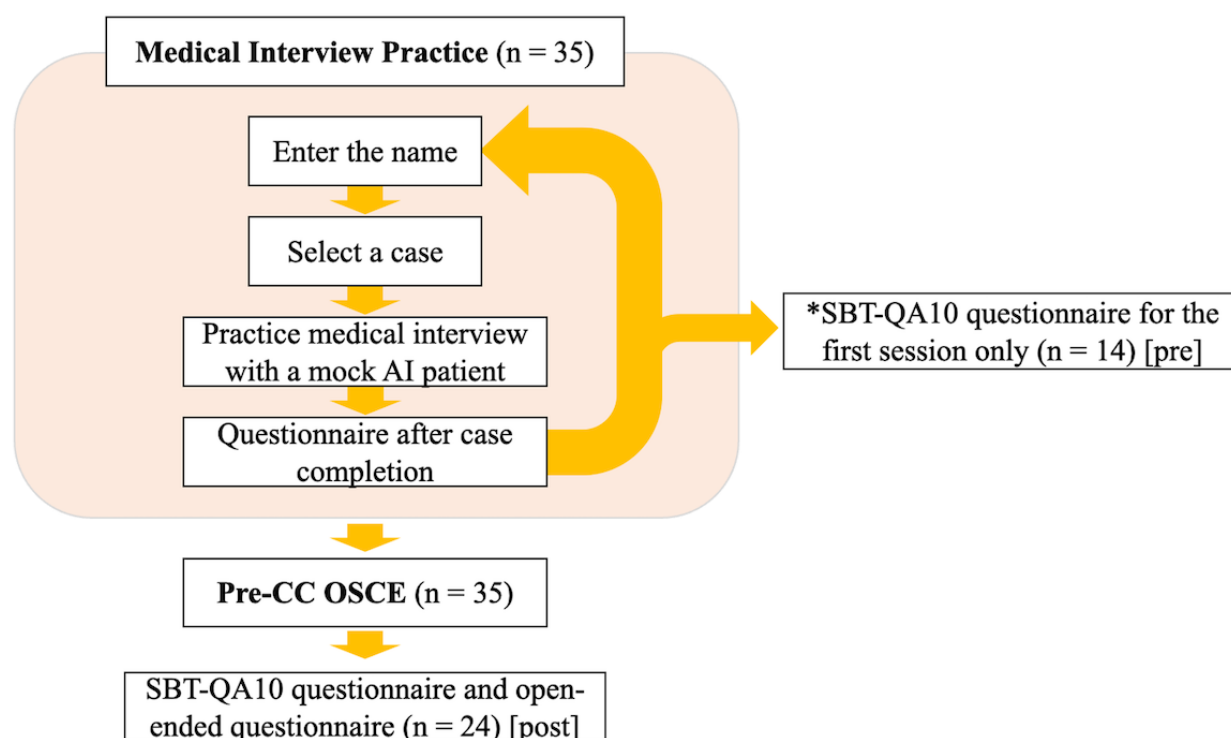 Medical Interview Practice (n = 35)
Enter the name
Select a case
Practice medical interview
with a mock AI patient
Questionnaire after case
completion
*SBT-QA10 questionnaire for the
first session only (n = 14) [pre]
Pre-CC OSCE (n = 35)
SBT-QA10 questionnaire and open-
ended questionnaire (n = 24) [post]